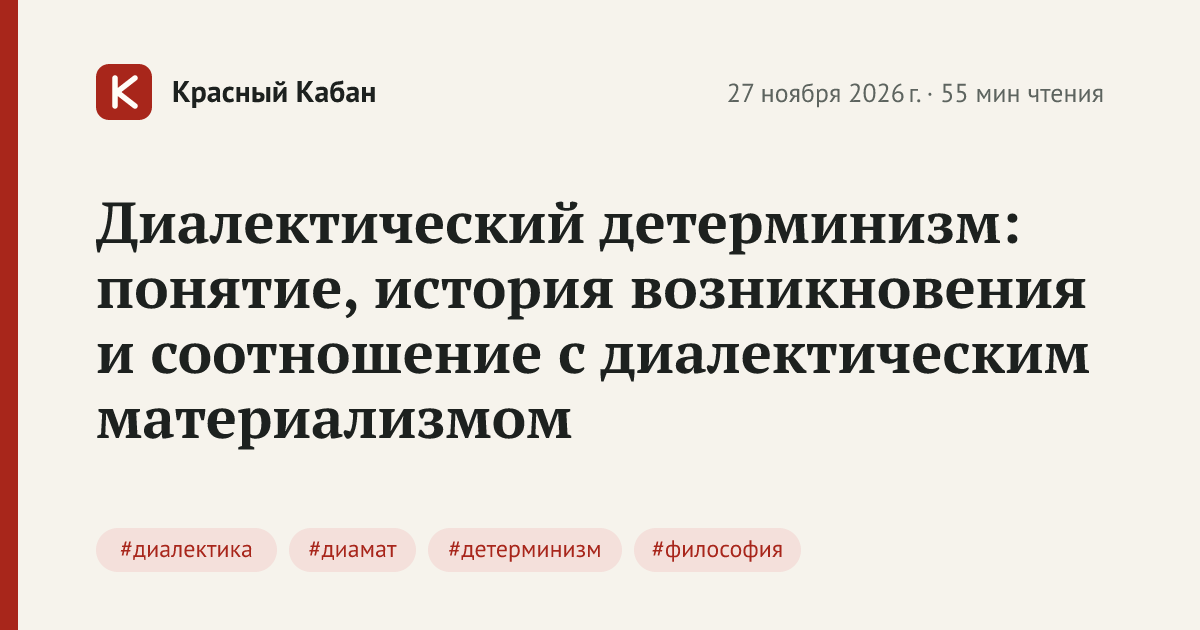 К Красный Кабан
27 ноября 2026 г. · 55 мин чтения
Диалектический детерминизм:
понятие, история возникновения
и соотношение с диалектическим
материализмом
#диалектика #диамат #детерминизм #философия